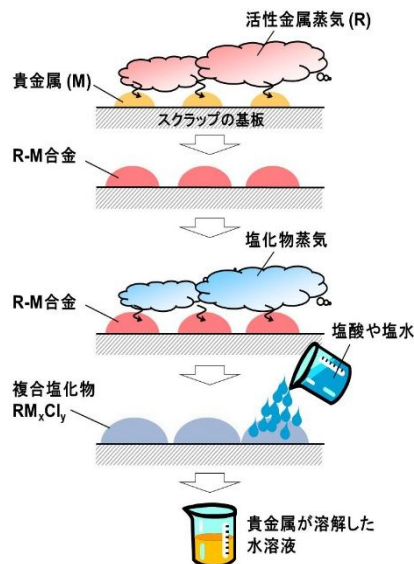 活性金属蒸気 (R)
貴金属 (M)
スクラップの基板
R-M合金
塩化物蒸気
R-M合金
塩酸や塩水
複合塩化物
RMxCly
貴金属が溶解した
水溶液